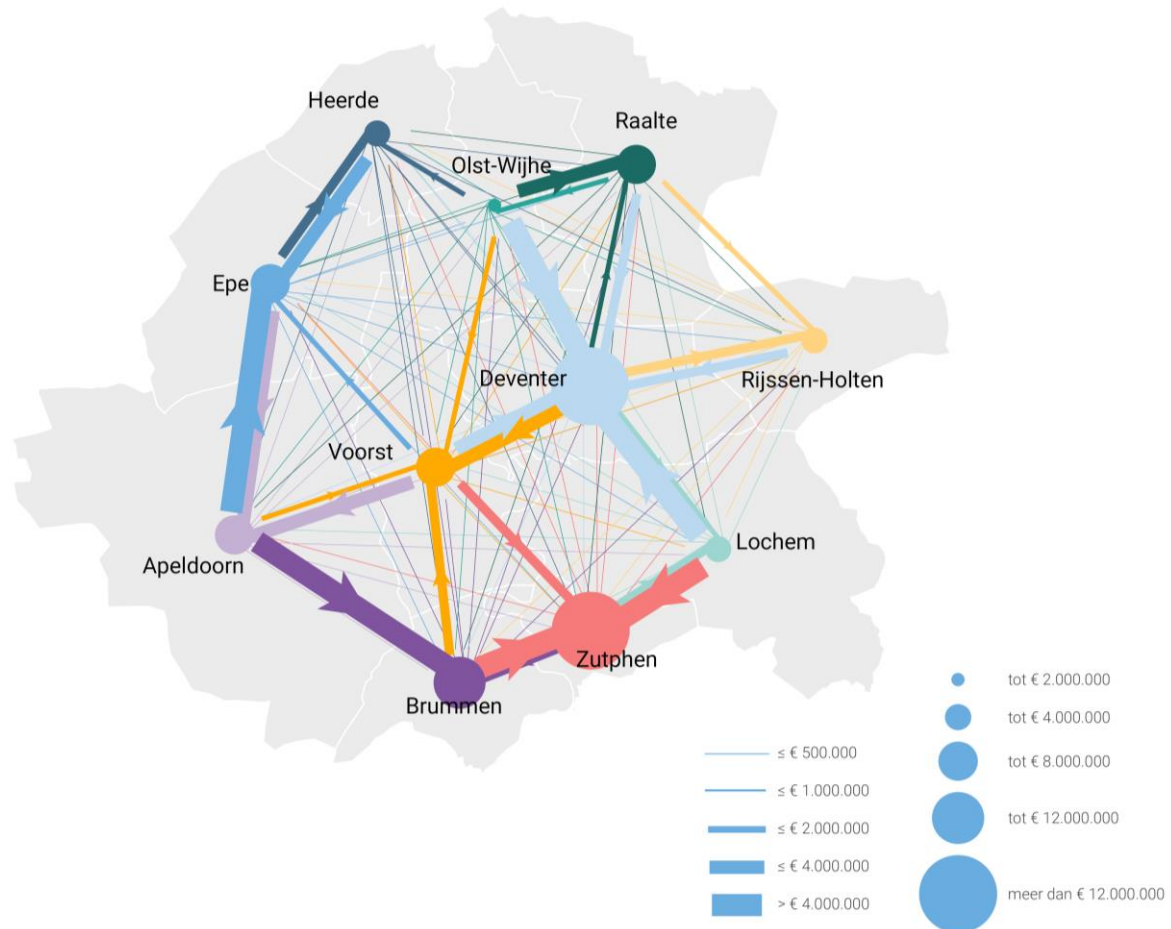 Heerde
Raalte
Olst-Wijhe
Epe
Deventer
Rijssen-Holten
Voorst
Lochem
Apeldoorn
Zutphen
Brummen
tot € 2.000.000
tot € 4.000.000
≤ € 500.000
tot € 8.000.000
≤ € 1.000.000
tot € 12.000.000
≤ € 2.000.000
≤ € 4.000.000
meer dan € 12.000.000
> € 4.000.000